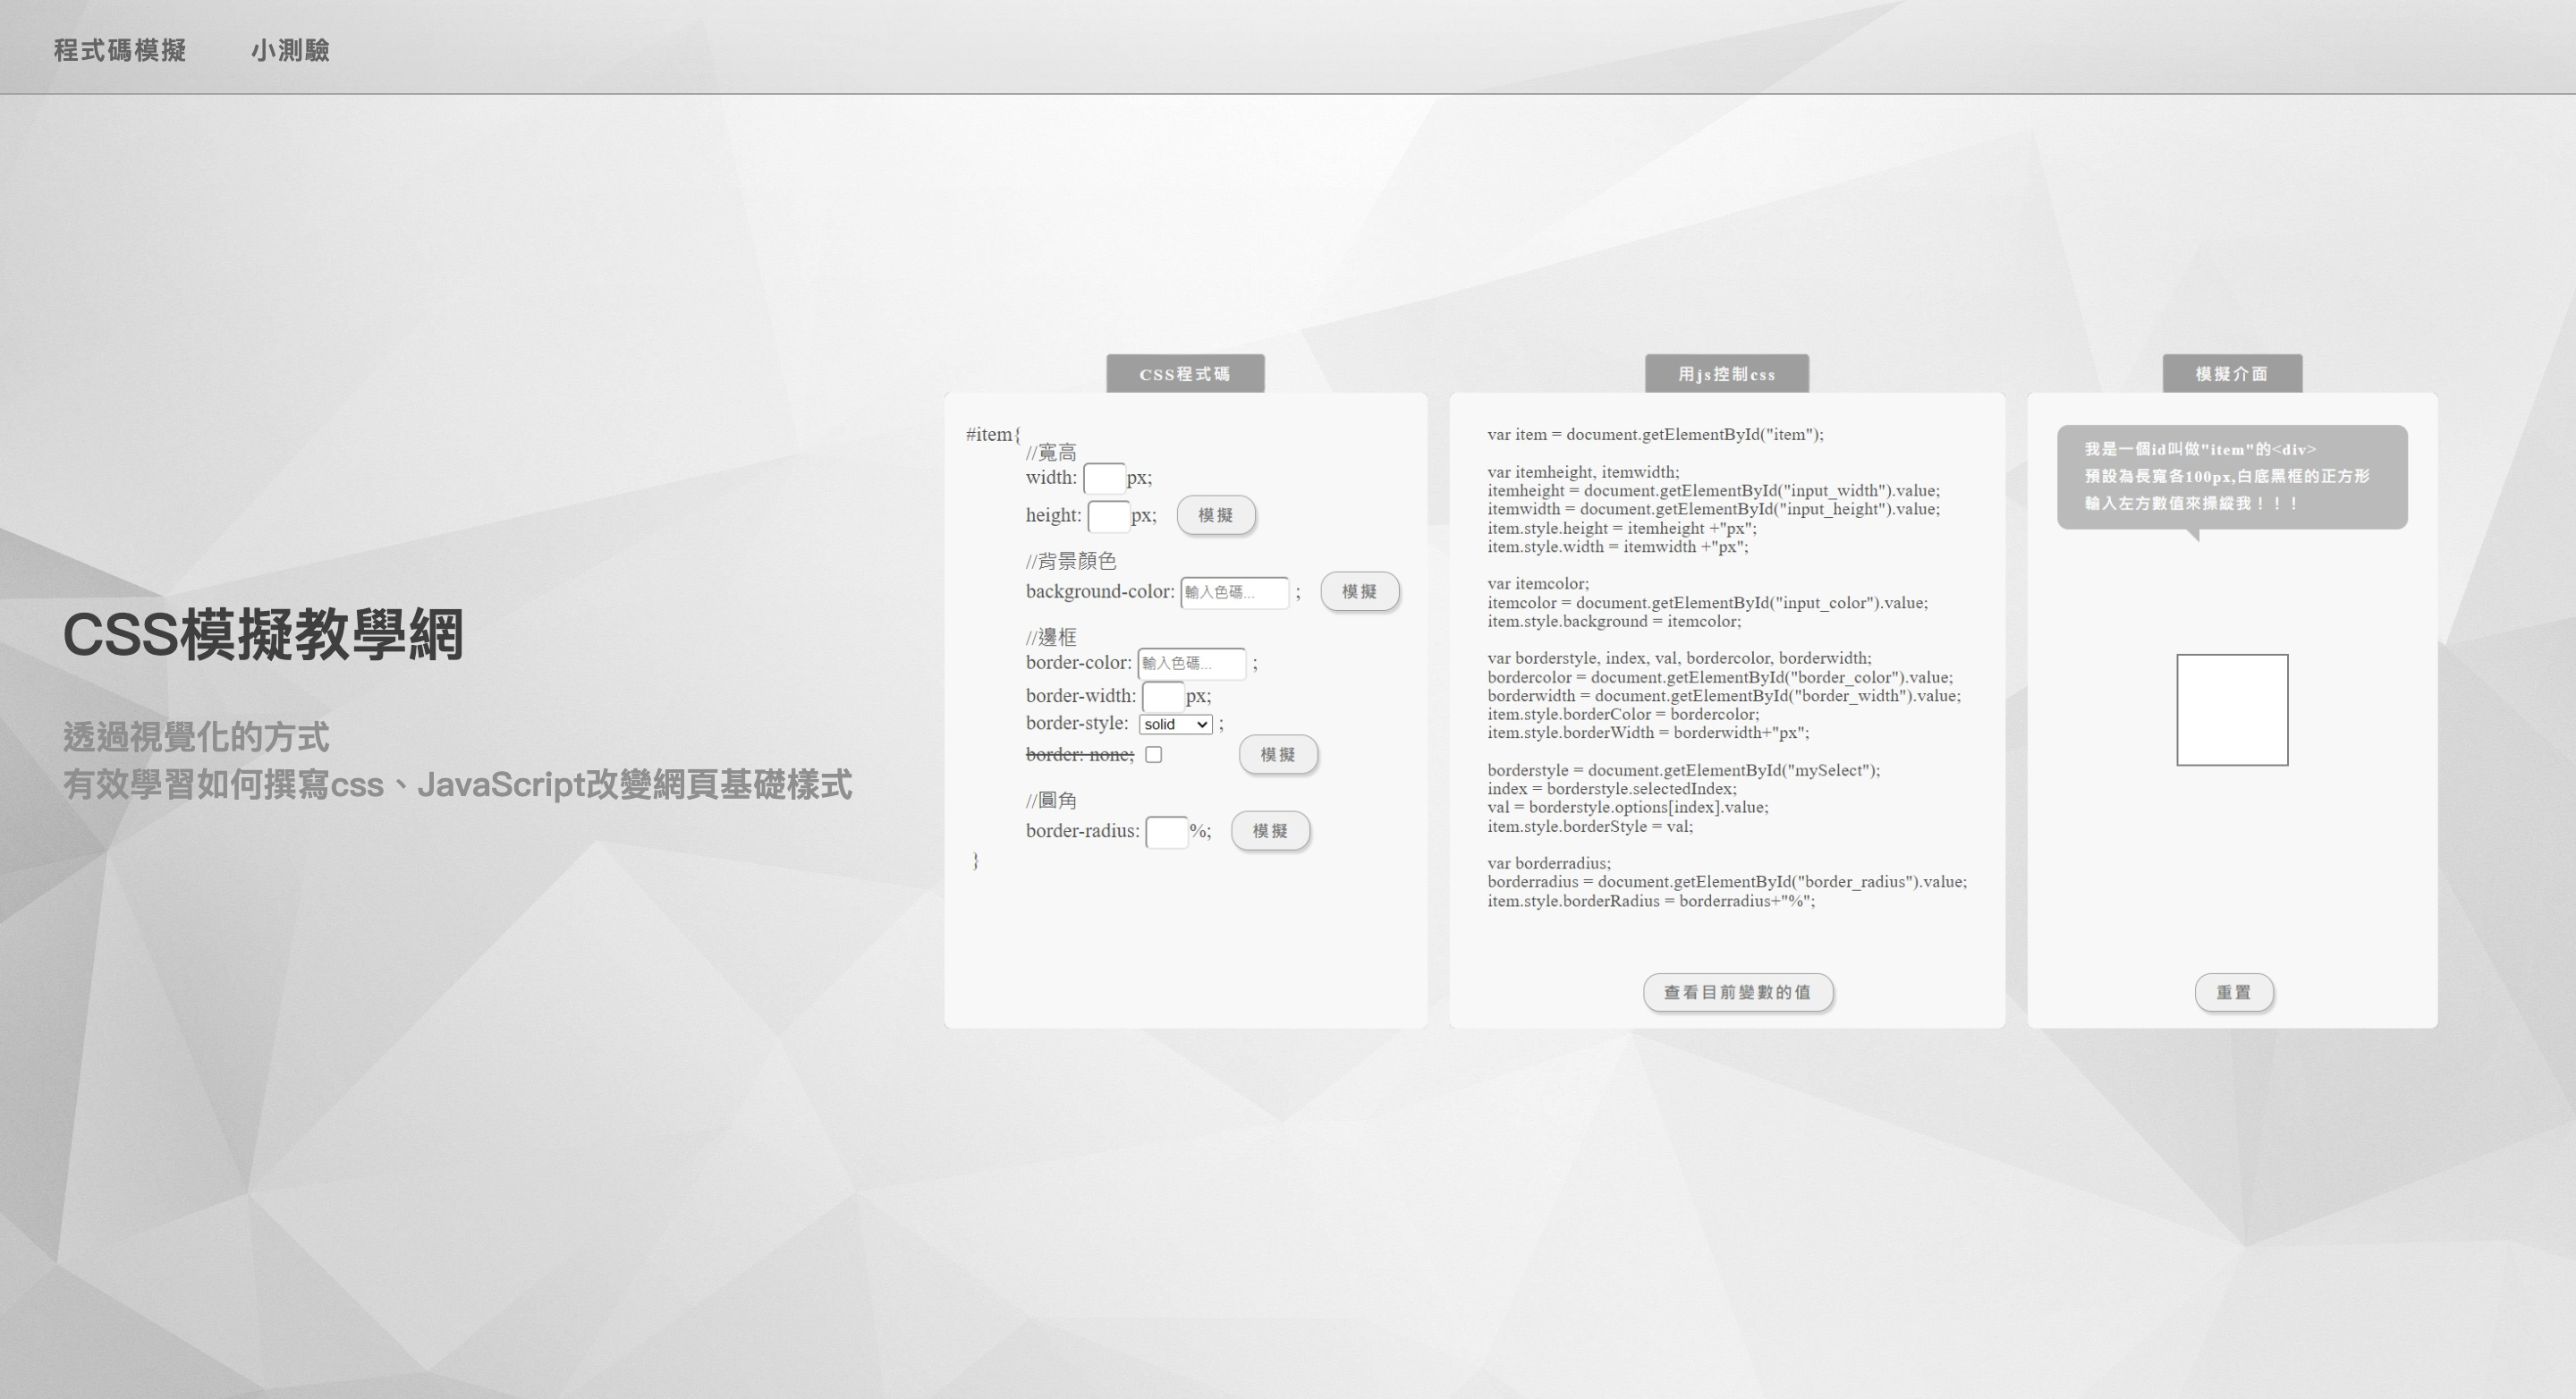 程式碼模擬 小測驗
CSS模擬教學網
透過視覺化的方式
有效學習如何撰寫css、JavaScript改變網頁基礎樣式
CSS程式碼
#item{
//寬高
width: px;
height: px; 模擬
//背景顏色
background-color: 輸入色碼... ; 模擬
//邊框
border-color: 輸入色碼... ;
border-width: px;
border-style: solid ;
border: none; 模擬
//圓角
border-radius: %; 模擬
}
用js控制css
var item = document.getElementById("item");
var itemheight, itemwidth;
itemheight = document.getElementById("input_width").value;
itemwidth = document.getElementById("input_height").value;
item.style.height = itemheight +"px";
item.style.width = itemwidth +"px";
var itemcolor;
itemcolor = document.getElementById("input_color").value;
item.style.background = itemcolor;
var borderstyle, index, val, bordercolor, borderwidth;
bordercolor = document.getElementById("border_color").value;
borderwidth = document.getElementById("border_width").value;
item.style.borderColor = bordercolor;
item.style.borderWidth = borderwidth+"px";
borderstyle = document.getElementById("mySelect");
index = borderstyle.selectedIndex;
val = borderstyle.options[index].value;
item.style.borderStyle = val;
var borderradius;
borderradius = document.getElementById("border_radius").value;
item.style.borderRadius = borderradius+"%";
查看目前變數的值
模擬介面
我是一個id叫做"item"的<div>
預設為長寬各100px,白底黑框的正方形
輸入左方數值來操縱我！！！
重置